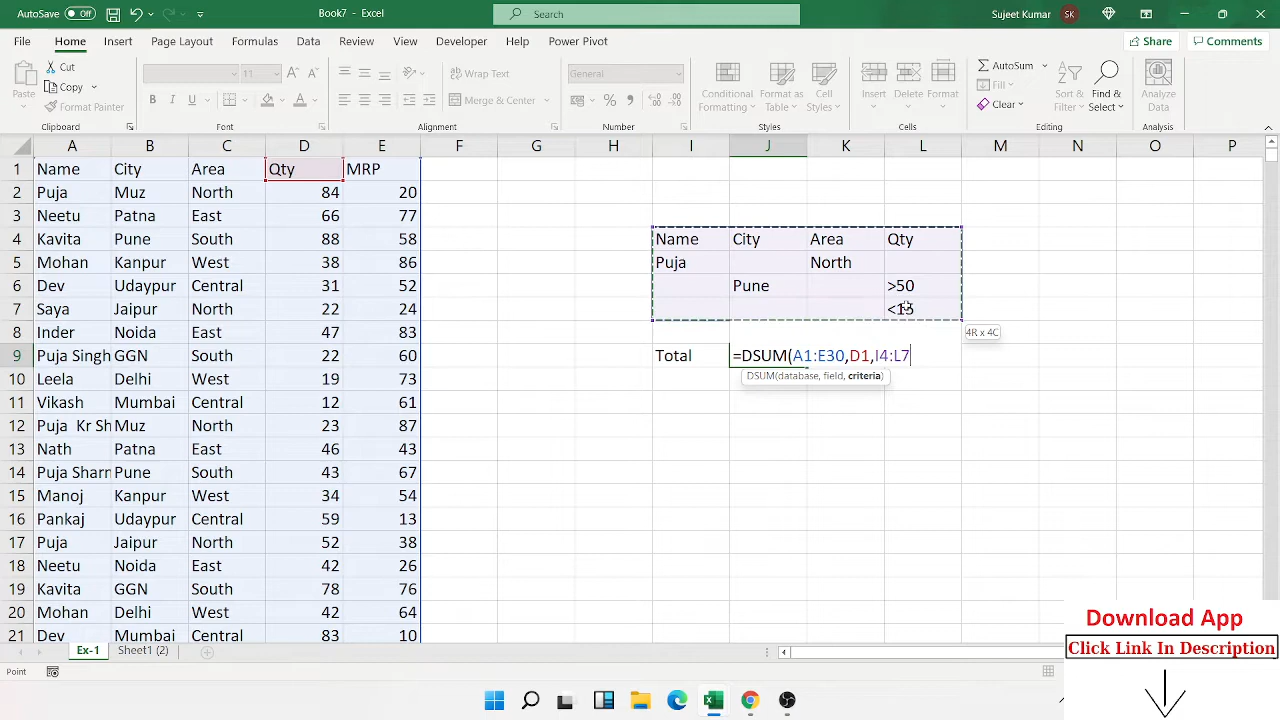 AutoSave Off Book7 - Excel Search Sujeet Kumar SK
File Home Insert Page Layout Formulas Data Review View Developer Help Power Pivot Share Comments
Paste Cut Copy Format Painter
11 B I U
Wrap Text Merge & Center
General % 9
Conditional Formatting Format as Table Cell Styles
Insert Delete Format
AutoSum Fill Clear Sort & Filter Find & Select Analyze Data
Clipboard Font Alignment Number Styles Cells Editing Analysis
A B C D E F G H I J K L M N O P
1 Name City Area Qty MRP
2 Puja Muz North 84 20
3 Neetu Patna East 66 77
4 Kavita Pune South 88 58 Name City Area Qty
5 Mohan Kanpur West 38 86 Puja North
6 Dev Udaypur Central 31 52 Pune >50
7 Saya Jaipur North 22 24 <15
8 Inder Noida East 47 83 4R x 4C
9 Puja Singh GGN South 22 60 Total =DSUM(A1:E30,D1,I4:L7
DSUM(database, field, criteria)
10 Leela Delhi West 19 73
11 Vikash Mumbai Central 12 61
12 Puja Kr Sh Muz North 23 87
13 Nath Patna East 46 43
14 Puja Sharm Pune South 43 67
15 Manoj Kanpur West 34 54
16 Pankaj Udaypur Central 59 13
17 Puja Jaipur North 52 38
18 Neetu Noida East 42 26
19 Kavita GGN South 78 76
20 Mohan Delhi West 42 64
21 Dev Mumbai Central 83 10
Download App
Click Link In Description
Ex-1 Sheet1 (2)
Point